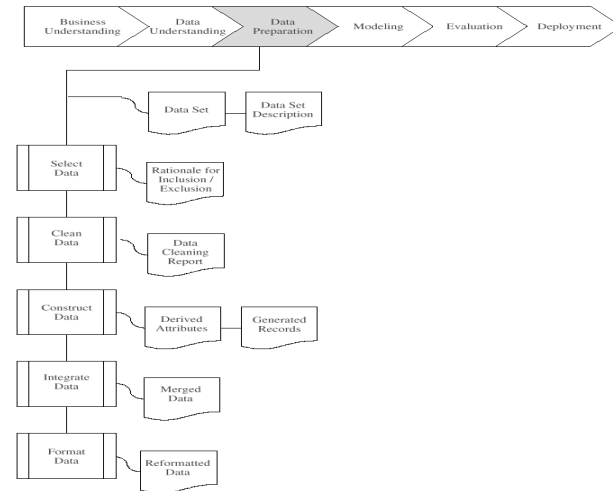 Business
Understanding
Data
Understanding
Data
Preparation
Modeling
Evaluation
Deployment
Data Set
Data Set
Description
Select
Data
Rationale for
Inclusion /
Exclusion
Clean
Data
Data
Cleaning
Report
Construct
Data
Derived
Attributes
Generated
Records
Integrate
Data
Merged
Data
Format
Data
Reformatted
Data